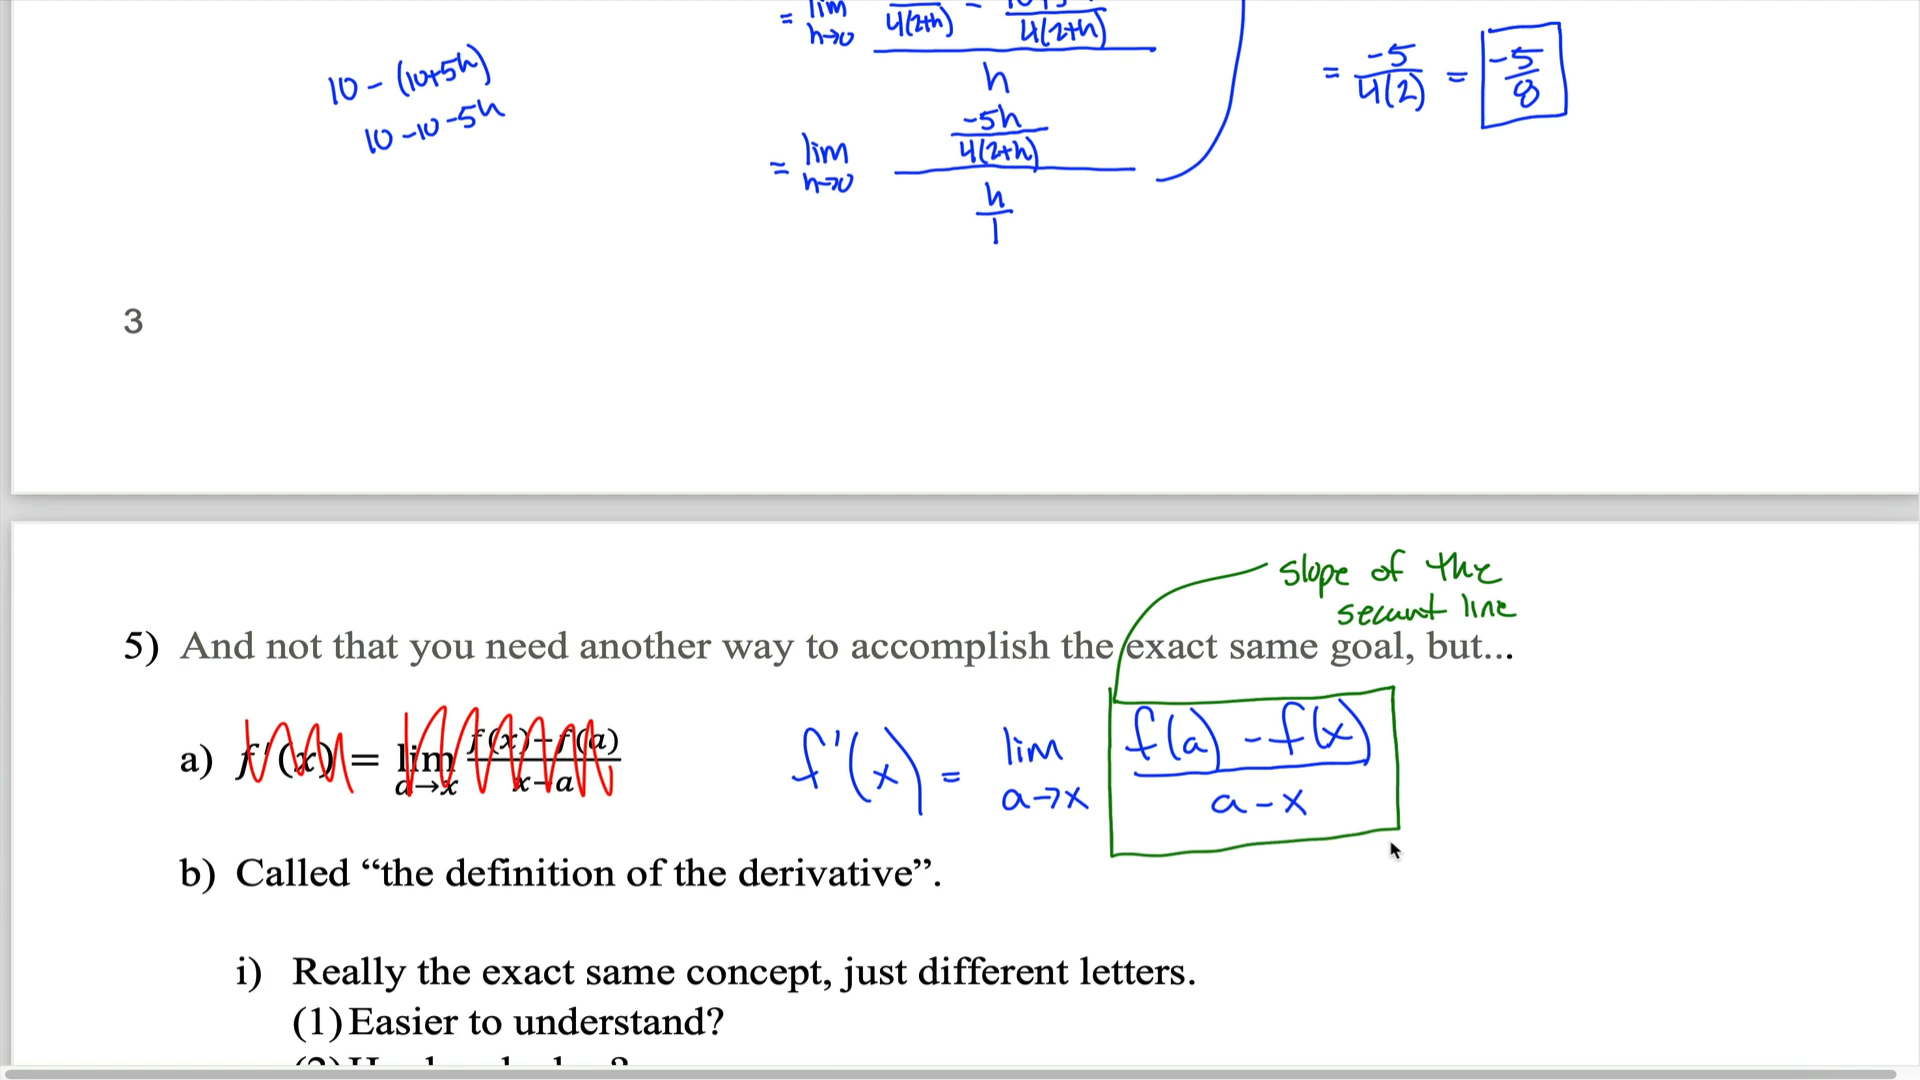 = lim h→0 4(2+h) - 4(2+h)
h
10 - (10+5h)
10 -10 -5h
= -5/4(2) = -5/8
= lim h→0 -5h/4(2+h)
h/1
3
slope of the
secant line
5) And not that you need another way to accomplish the exact same goal, but...
a) f'(x) = lim a→x f(x)−f(a)/x−a
f'(x) = lim a→x f(a) - f(x)/a - x
b) Called “the definition of the derivative”.
i) Really the exact same concept, just different letters.
(1) Easier to understand?